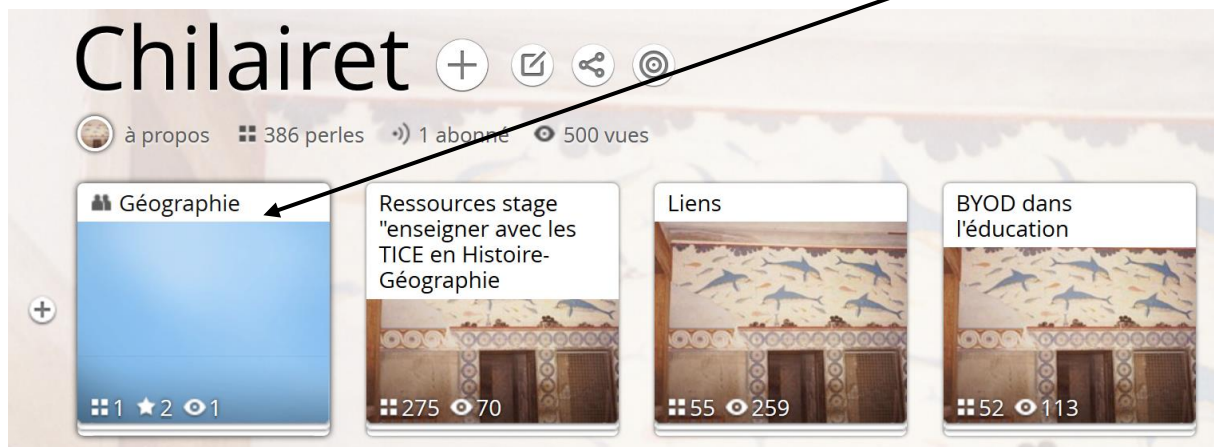 Chilairet
à propos 386 perles 1 abonné 500 vues
Géographie
1 2 1
Ressources stage
"enseigner avec les
TICE en Histoire-
Géographie
275 70
Liens
55 259
BYOD dans
l'éducation
52 113